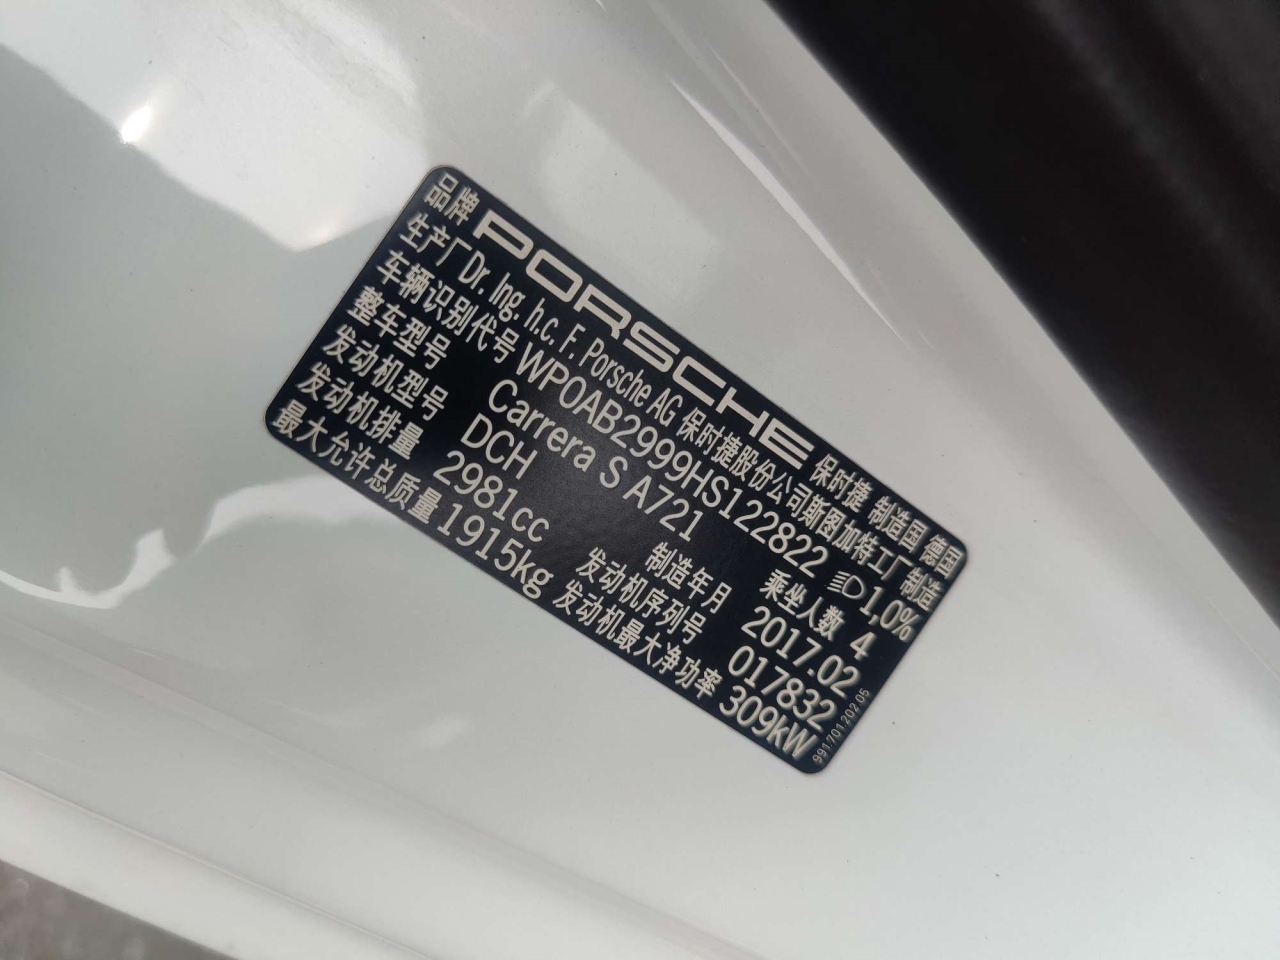 品牌 PORSCHE 保时捷 制造国 德国
生产厂 Dr. Ing. h.c. F. Porsche AG 保时捷股份公司斯图加特工厂制造
车辆识别代号 WP0AB2999HS122822 1,0%
整车型号 Carrera S A721 乘坐人数 4
发动机型号 DCH 制造年月 2017.02
发动机排量 2981cc 发动机序列号 017832
最大允许总质量 1915kg 发动机最大净功率 309kW
991.701.202.05